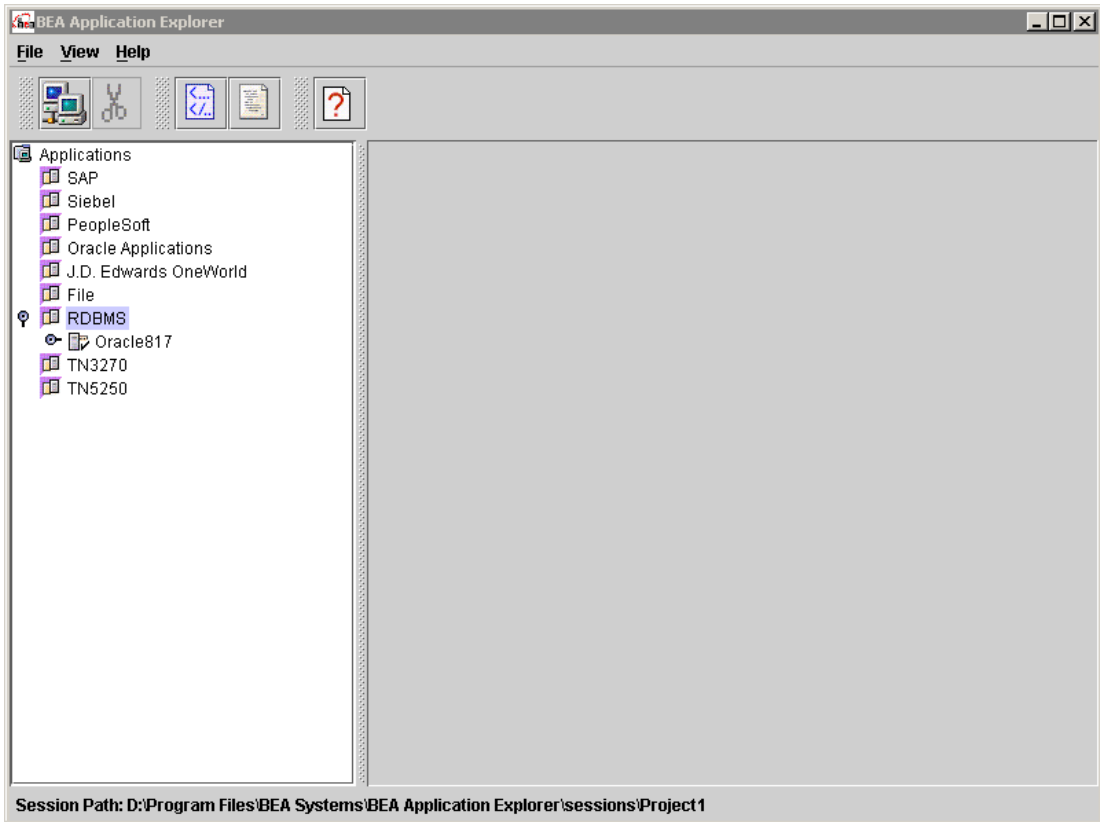 BEA Application Explorer
File View Help
Applications
SAP
Siebel
PeopleSoft
Oracle Applications
J.D. Edwards OneWorld
File
RDBMS
Oracle817
TN3270
TN5250
Session Path: D:\Program Files\BEA Systems\BEA Application Explorer\sessions\Project1